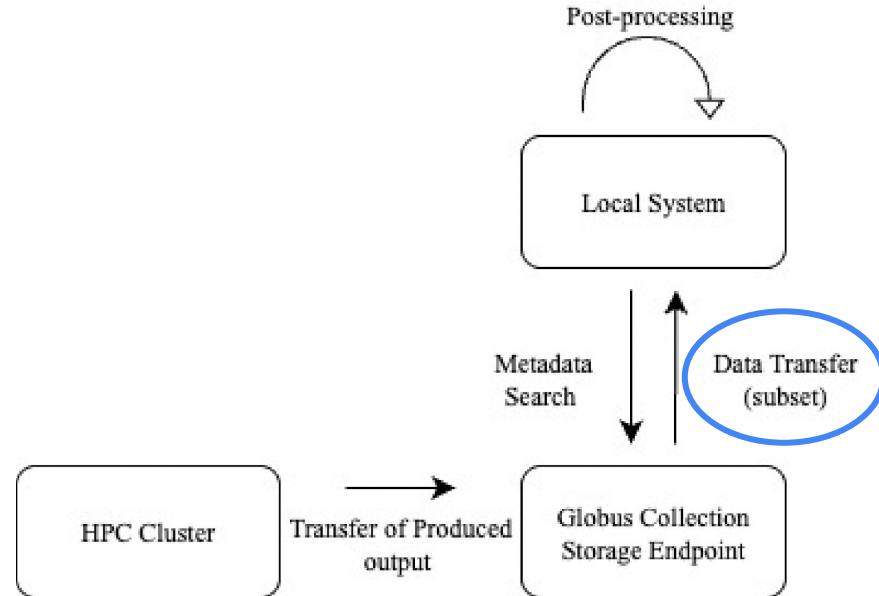 Post-processing
Local System
Metadata
Search
Data Transfer
(subset)
HPC Cluster
Transfer of Produced
output
Globus Collection
Storage Endpoint